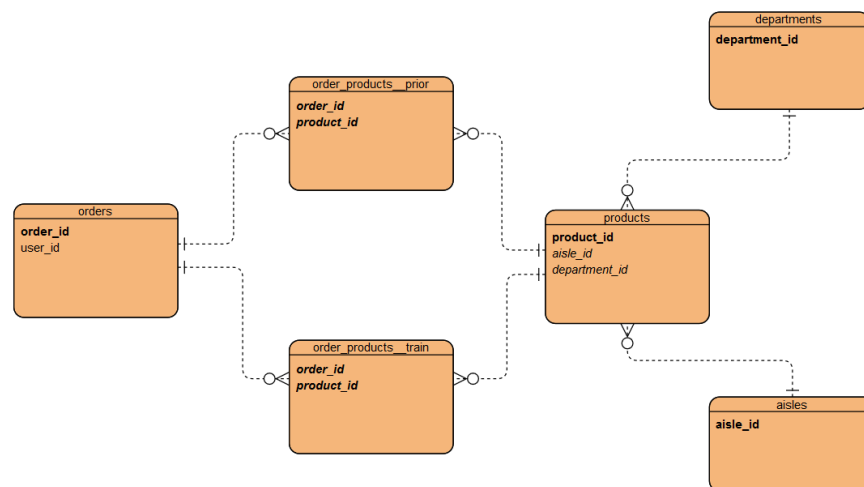 departments
department_id
order_products__prior
order_id
product_id
orders
order_id
user_id
products
product_id
aisle_id
department_id
order_products__train
order_id
product_id
aisles
aisle_id